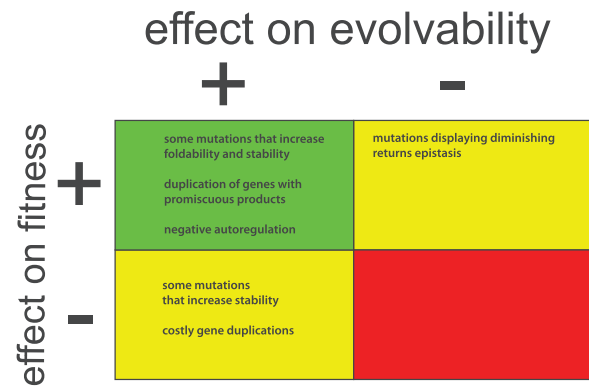 effect on evolvability
+
-
effect on fitness
+
some mutations that increase
foldability and stability
duplication of genes with
promiscuous products
negative autoregulation
mutations displaying diminishing
returns epistasis
-
some mutations
that increase stability
costly gene duplications